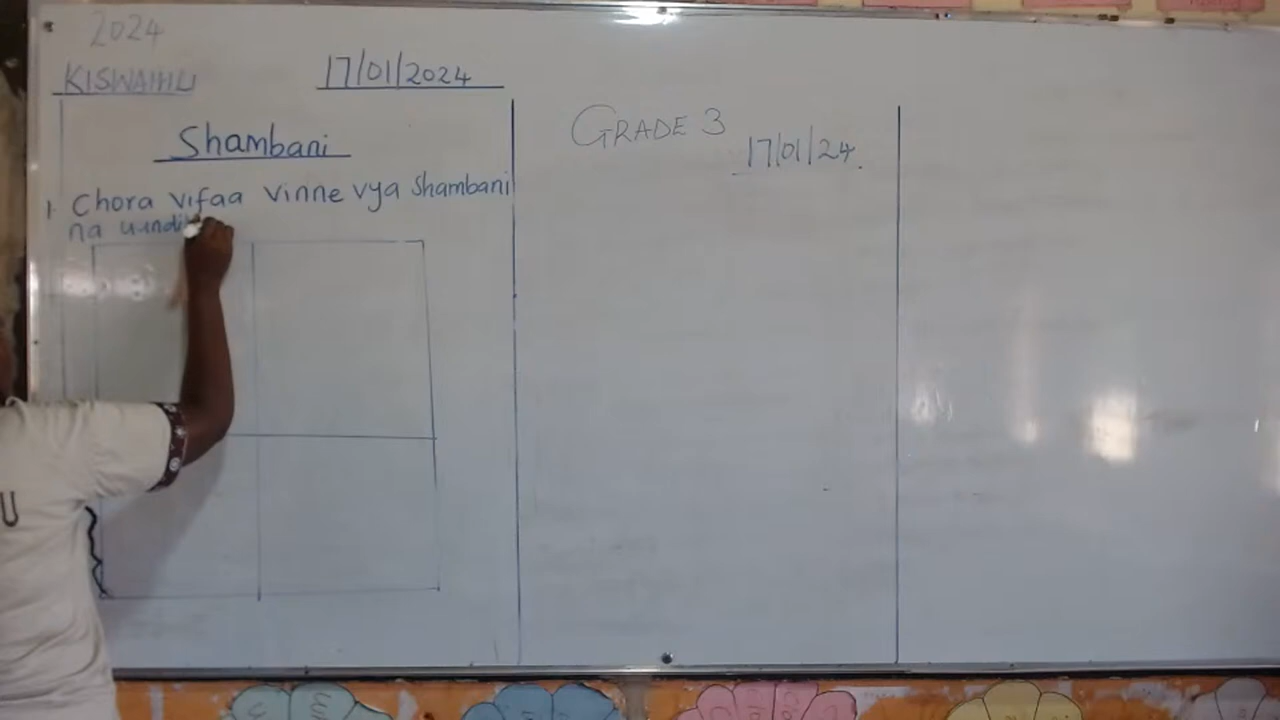 2024
KISWAHILI
17/01/2024
Shambani
1. Chora vifaa vinne vya Shambani
na
GRADE 3
17/01/24.
U